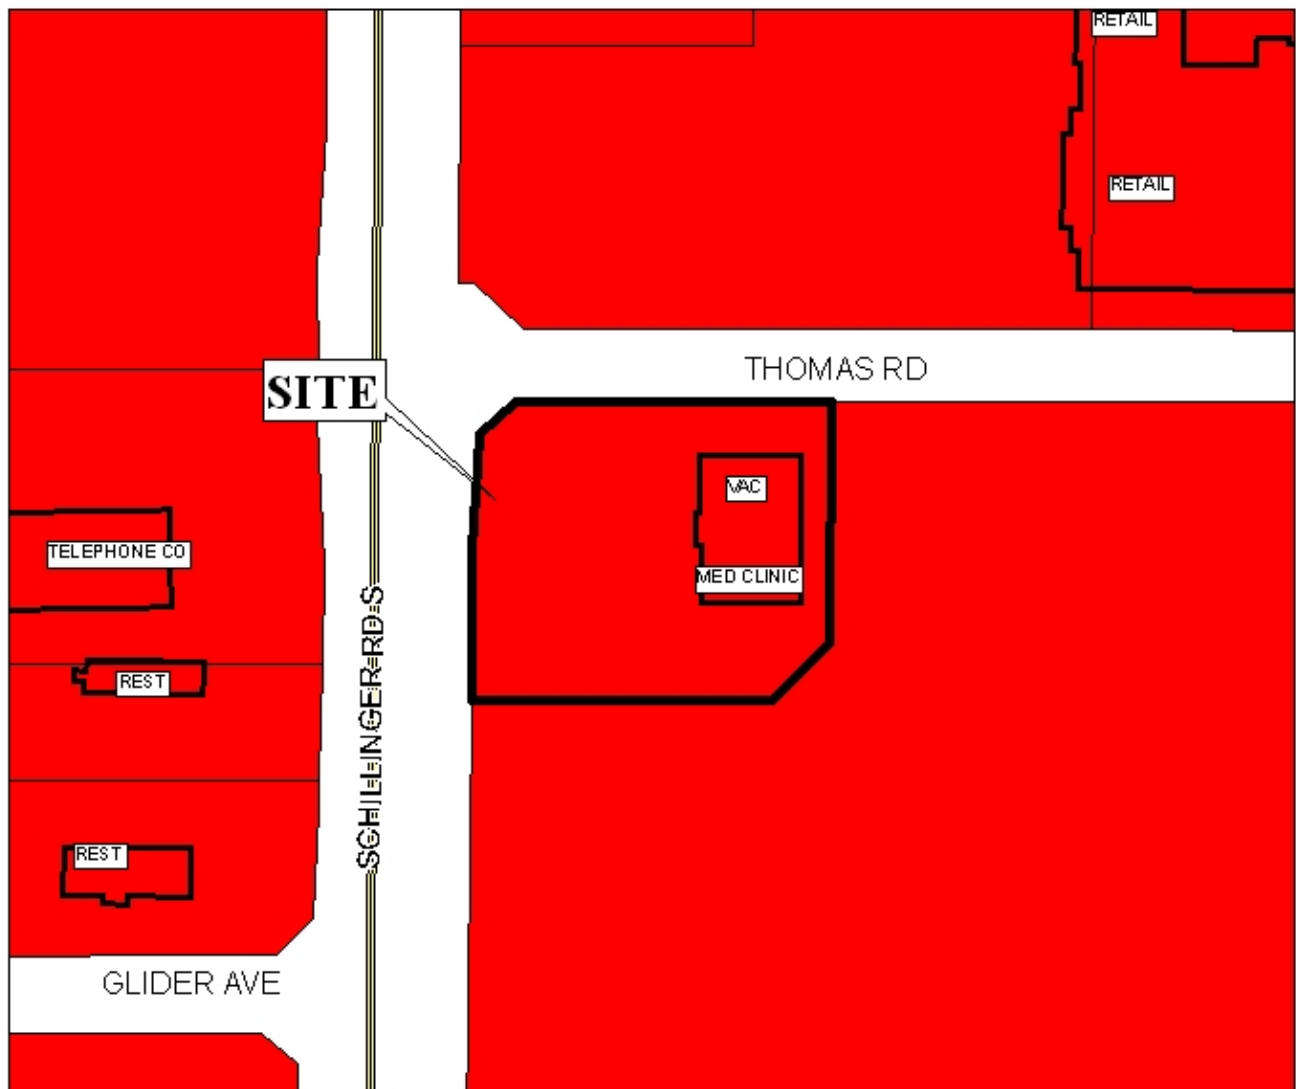 RETAIL
RETAIL
THOMAS RD
SITE
VAC
TELEPHONE CO
MED CLINIC
REST
SCHILLINGER RD S
REST
GLIDER AVE